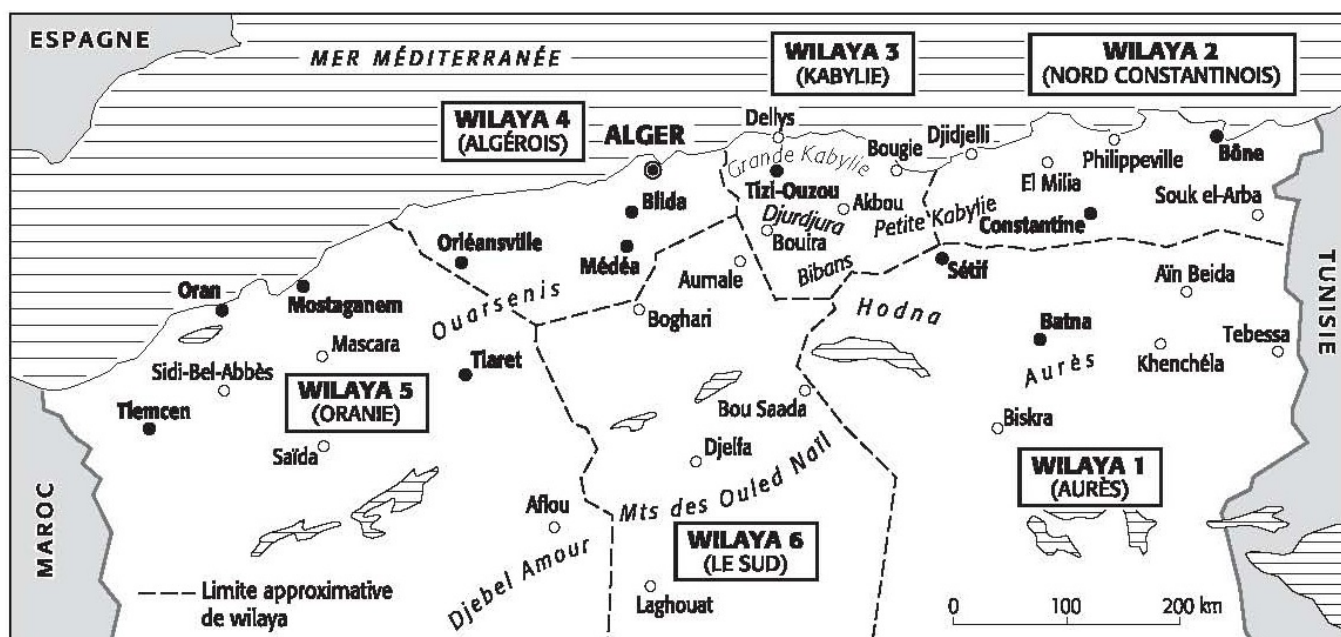 ESPAGNE
MER MÉDITERRANÉE
WILAYA 3
(KABYLIE)
WILAYA 2
(NORD CONSTANTINOIS)
WILAYA 4
(ALGÉROIS)
ALGER
Dellys
Grande Kabylie
Bougie
Djidjelli
Philippeville
Bône
El Milia
Tizi-Ouzou
Akbou
Souk el-Arba
Blida
Djurdjura
Petite Kabylie
Constantine
Orléansville
Médéa
Bouira
Bibans
Sétif
Aumale
Aïn Beida
TUNISIE
Oran
Mostaganem
Ouarsenis
Boghari
Hodna
Batna
Tebessa
Mascara
Tiaret
Khenchéla
Aurès
Sidi-Bel-Abbès
WILAYA 5
(ORANIE)
Bou Saada
Tlemcen
Biskra
Saïda
Djelfa
WILAYA 1
(AURÈS)
Mts des Ouled Naïl
Aflou
MAROC
WILAYA 6
(LE SUD)
Djebel Amour
Laghouat
Limite approximative
de wilaya
0 100 200 km